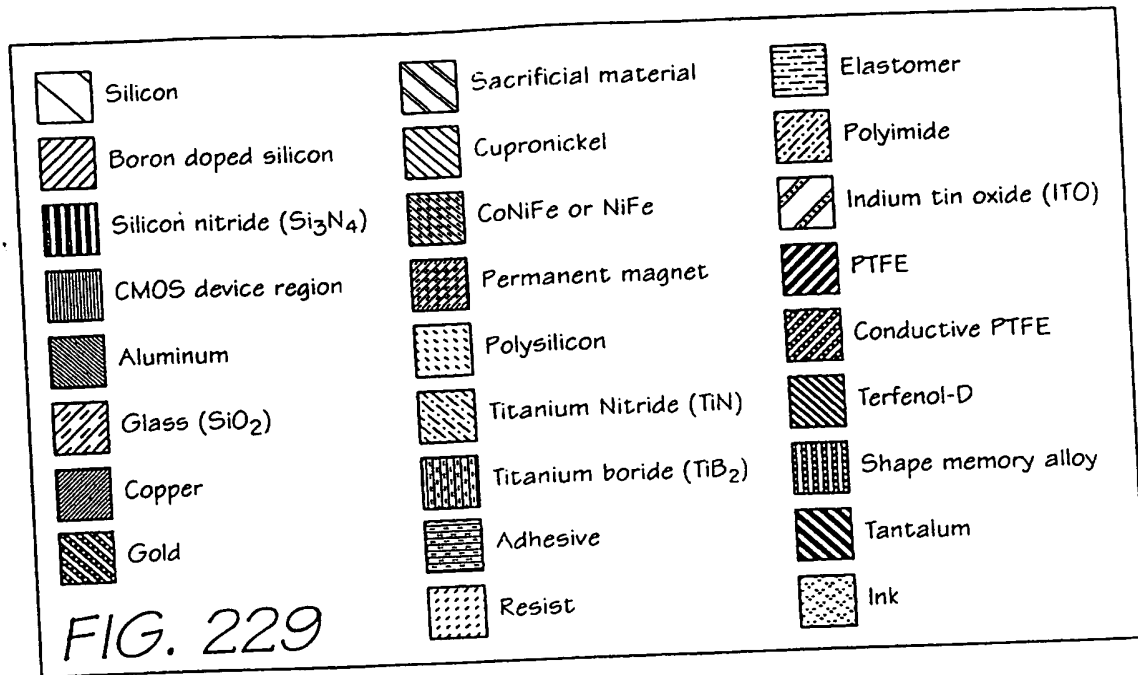 Silicon
Boron doped silicon
Silicon nitride (Si₃N₄)
CMOS device region
Aluminum
Glass (SiO₂)
Copper
Gold
FIG. 229
Sacrificial material
Cupronickel
CoNiFe or NiFe
Permanent magnet
Polysilicon
Titanium Nitride (TiN)
Titanium boride (TiB₂)
Adhesive
Resist
Elastomer
Polyimide
Indium tin oxide (ITO)
PTFE
Conductive PTFE
Terfenol-D
Shape memory alloy
Tantalum
Ink